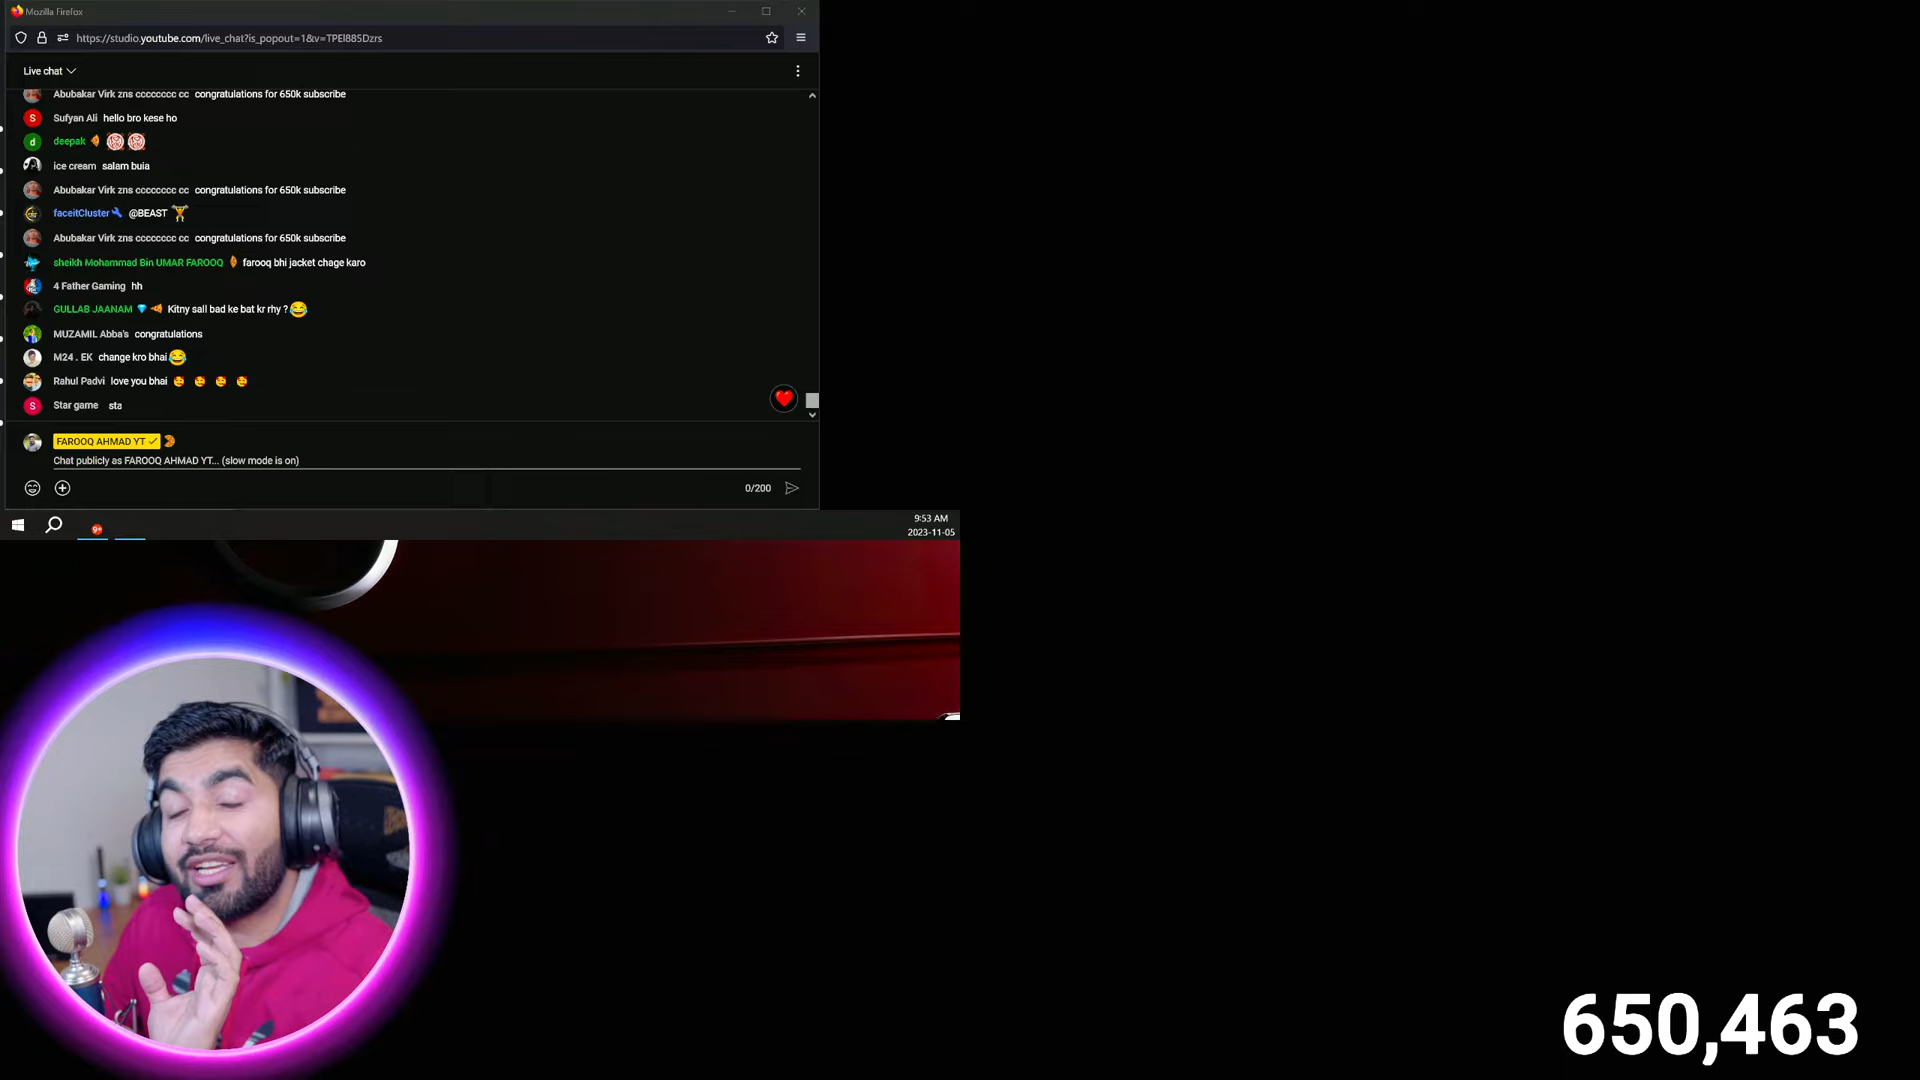 Mozilla Firefox
https://studio.youtube.com/live_chat?is_popout=1&v=TPEl885Dzrs
Live chat
Abubakar Virk zns cccccccc cc congratulations for 650k subscribe
S Sufyan Ali hello bro kese ho
d deepak
ice cream salam buia
Abubakar Virk zns cccccccc cc congratulations for 650k subscribe
faceitCluster @BEAST
Abubakar Virk zns cccccccc cc congratulations for 650k subscribe
sheikh Mohammad Bin UMAR FAROOQ farooq bhi jacket chage karo
4 Father Gaming hh
GULLAB JAANAM Kitny sall bad ke bat kr rhy ?
MUZAMIL Abba's congratulations
M24 . EK change kro bhai
Rahul Padvi love you bhai
S Star game sta
FAROOQ AHMAD YT
Chat publicly as FAROOQ AHMAD YT... (slow mode is on)
0/200
9+
9:53 AM
2023-11-05
650,463